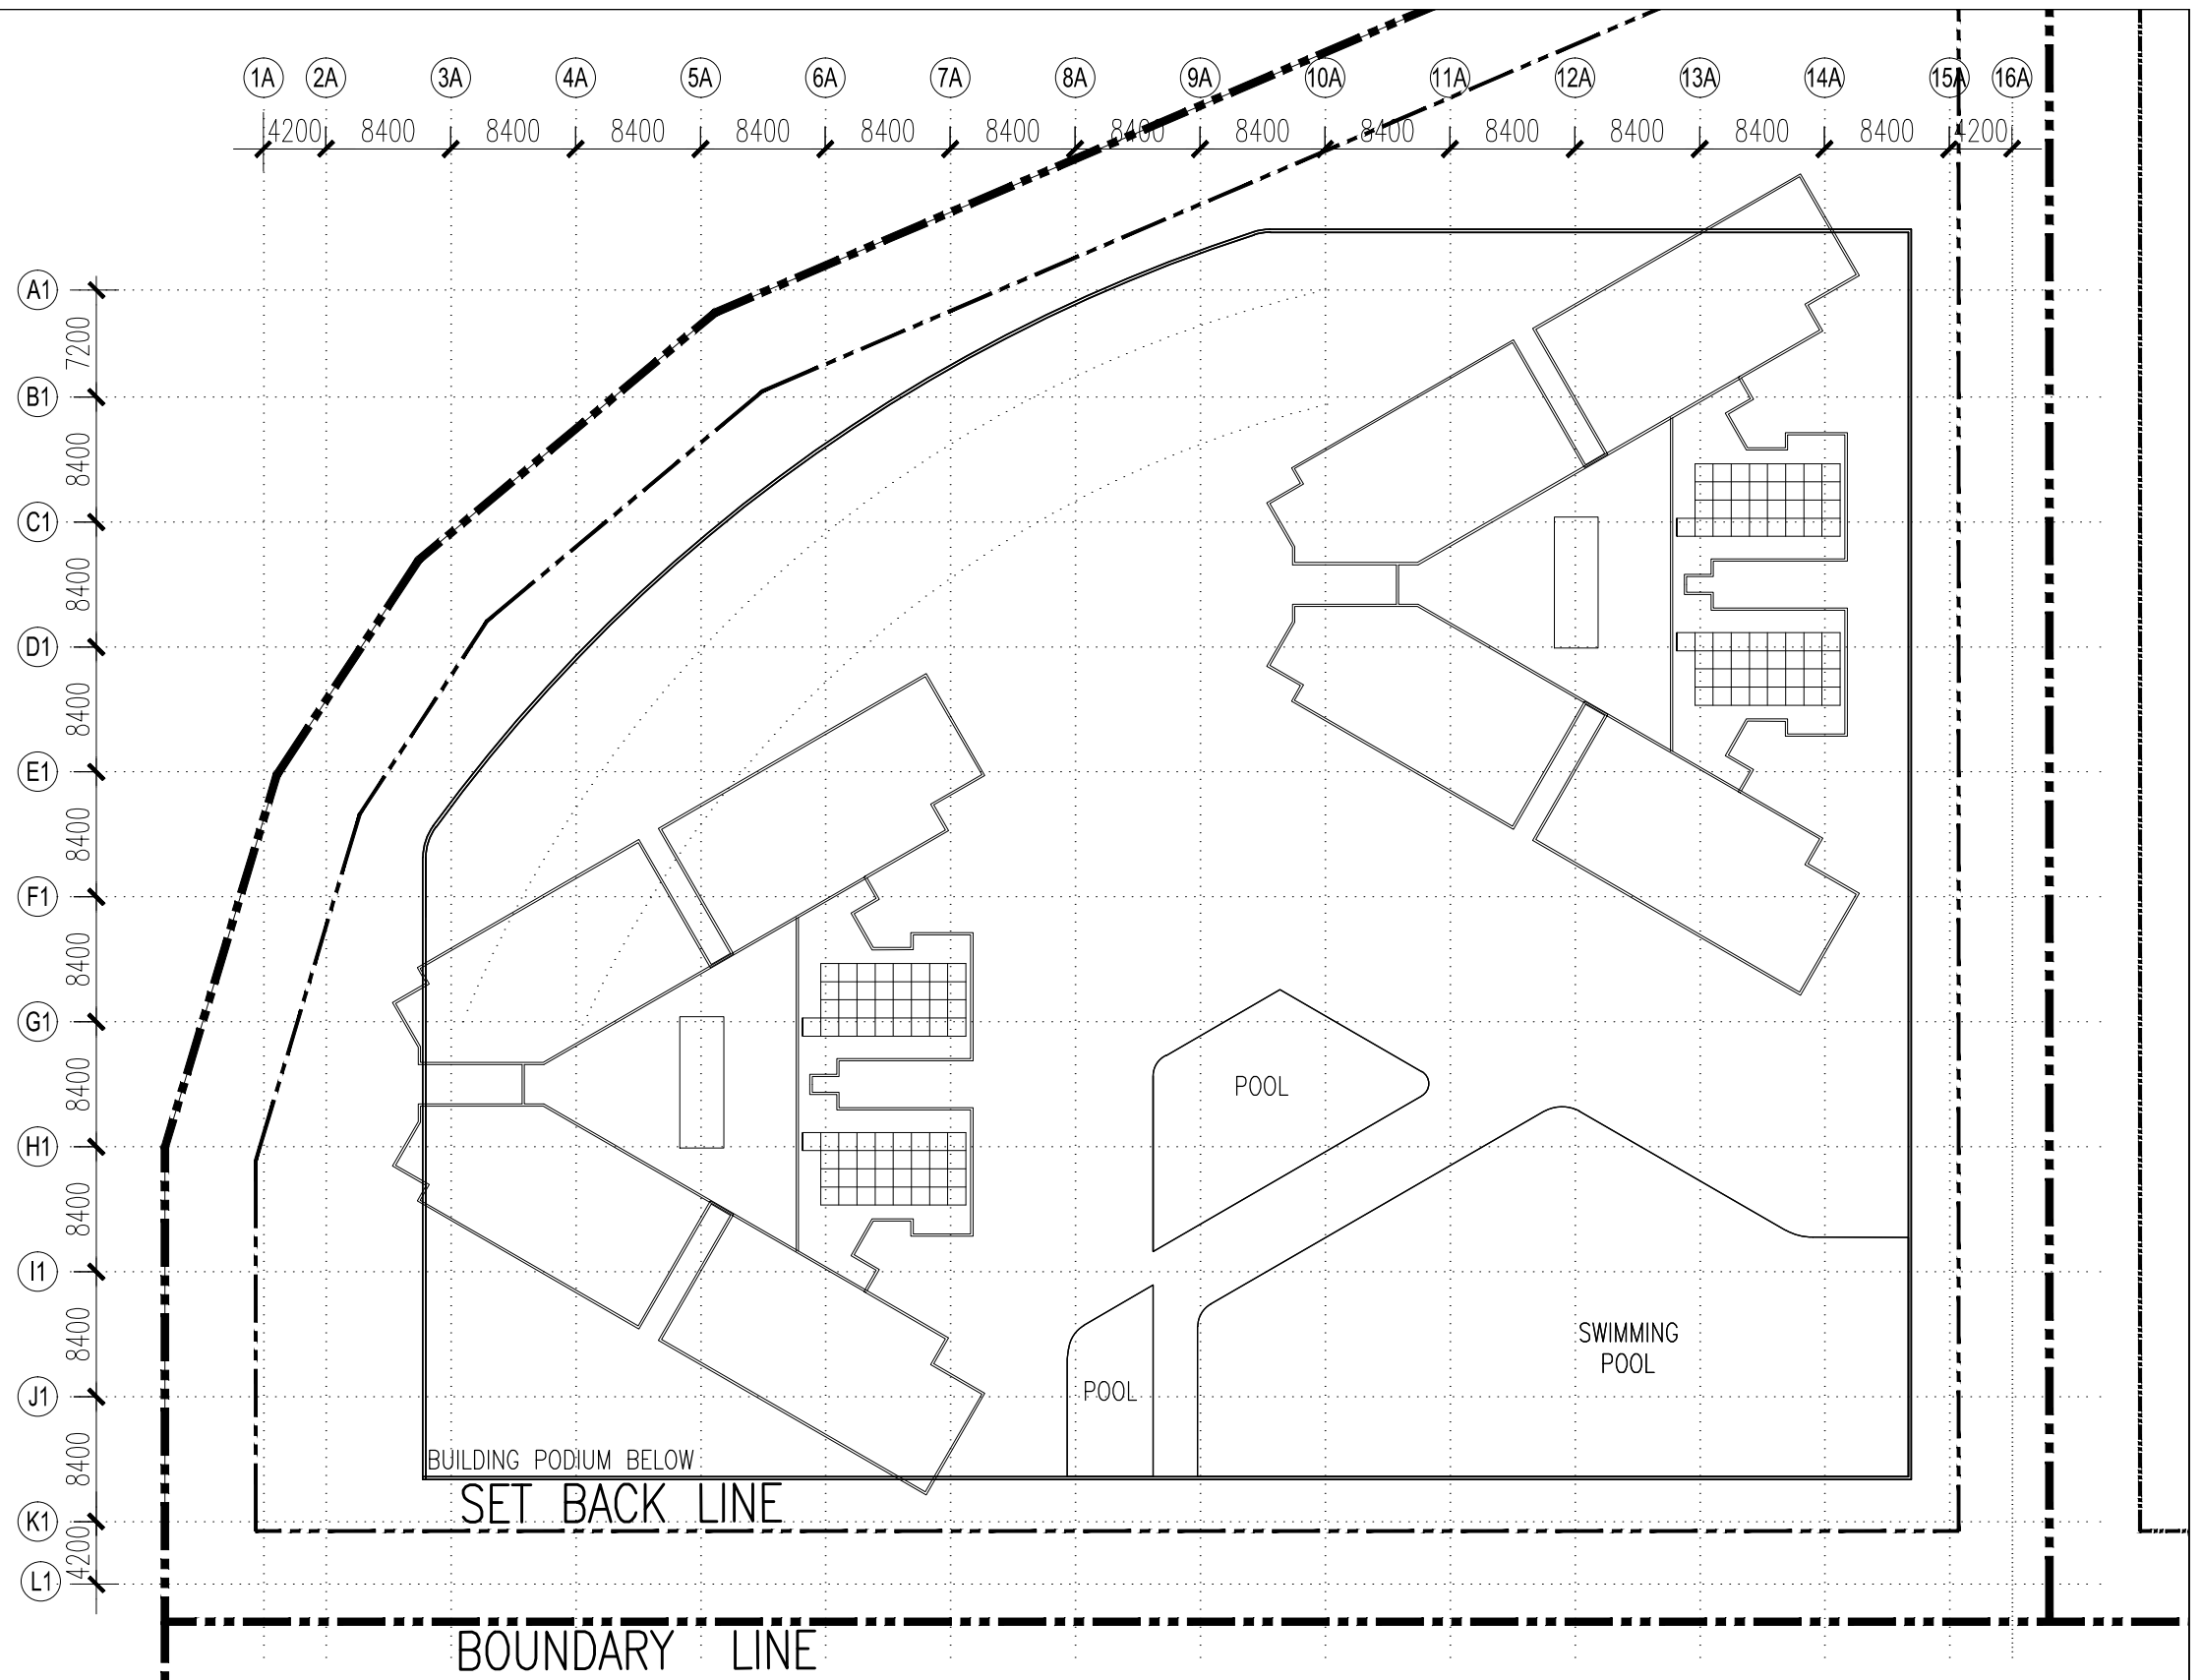 1A 2A 3A 4A 5A 6A 7A 8A 9A 10A 11A 12A 13A 14A 15A 16A
4200 8400 8400 8400 8400 8400 8400 8400 8400 8400 8400 8400 8400 8400 4200
A1
7200
B1
8400
C1
8400
D1
8400
E1
8400
F1
8400
G1
8400
H1
8400
I1
8400
J1
8400
K1
4200
L1
POOL
SWIMMING
POOL
POOL
BUILDING PODIUM BELOW
SET BACK LINE
BOUNDARY LINE